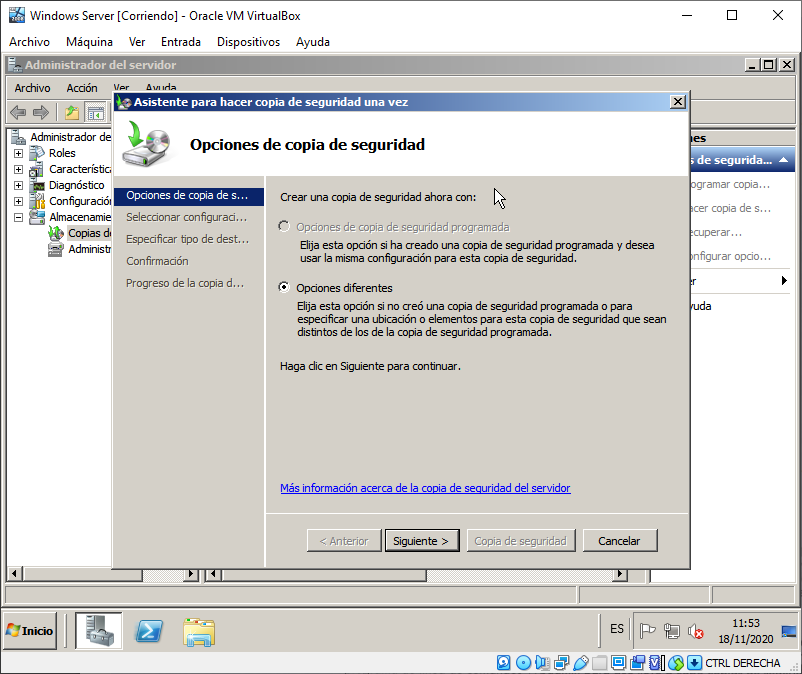 Windows Server [Corriendo] - Oracle VM VirtualBox
Archivo Máquina Ver Entrada Dispositivos Ayuda
Administrador del servidor
Archivo Acción Ver Ayuda
Asistente para hacer copia de seguridad una vez
Opciones de copia de seguridad
Administrador de
Roles
Característica
Diagnóstico
Configuración
Almacenamie
Copias de
Administr
Opciones de copia de s...
Seleccionar configuraci...
Especificar tipo de dest...
Confirmación
Progreso de la copia d...
Crear una copia de seguridad ahora con:
Opciones de copia de seguridad programada
Elija esta opción si ha creado una copia de seguridad programada y desea
usar la misma configuración para esta copia de seguridad.
Opciones diferentes
Elija esta opción si no creó una copia de seguridad programada o para
especificar una ubicación o elementos para esta copia de seguridad que sean
distintos de los de la copia de seguridad programada.
Haga clic en Siguiente para continuar.
Más información acerca de la copia de seguridad del servidor
< Anterior Siguiente > Copia de seguridad Cancelar
nes
s de segurida...
ogramar copia...
acer copia de s...
ecuperar...
onfigurar opcio...
er
yuda
Inicio
ES
11:53
18/11/2020
CTRL DERECHA